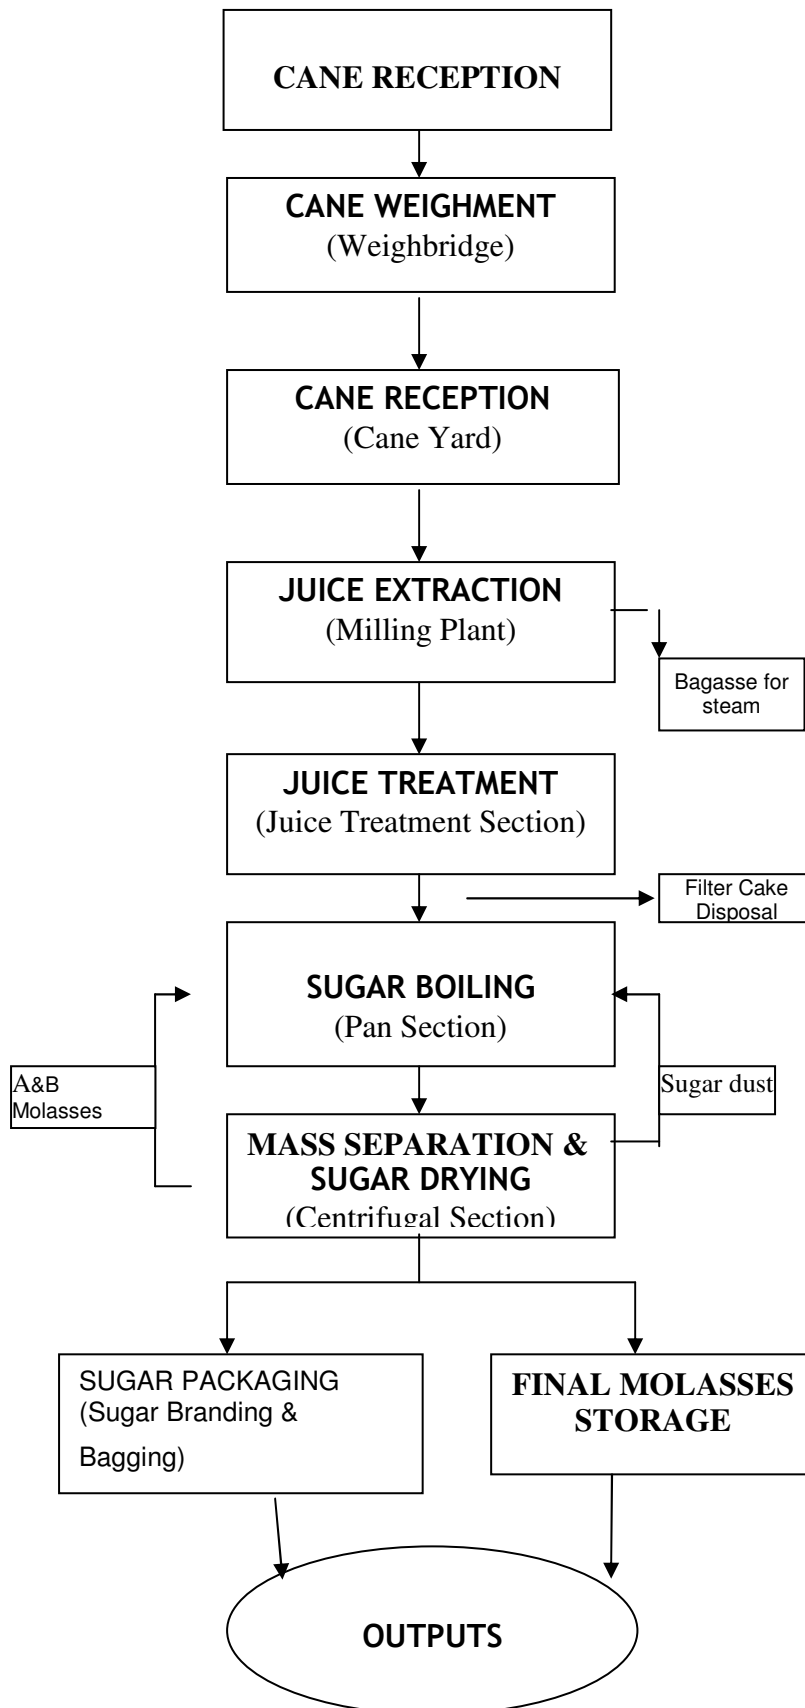 CANE RECEPTION
CANE WEIGHMENT
(Weighbridge)
CANE RECEPTION
(Cane Yard)
JUICE EXTRACTION
(Milling Plant)
Bagasse for
steam
JUICE TREATMENT
(Juice Treatment Section)
Filter Cake
Disposal
SUGAR BOILING
(Pan Section)
A&B
Molasses
Sugar dust
MASS SEPARATION &
SUGAR DRYING
(Centrifugal Section)
SUGAR PACKAGING
(Sugar Branding &
Bagging)
FINAL MOLASSES
STORAGE
OUTPUTS